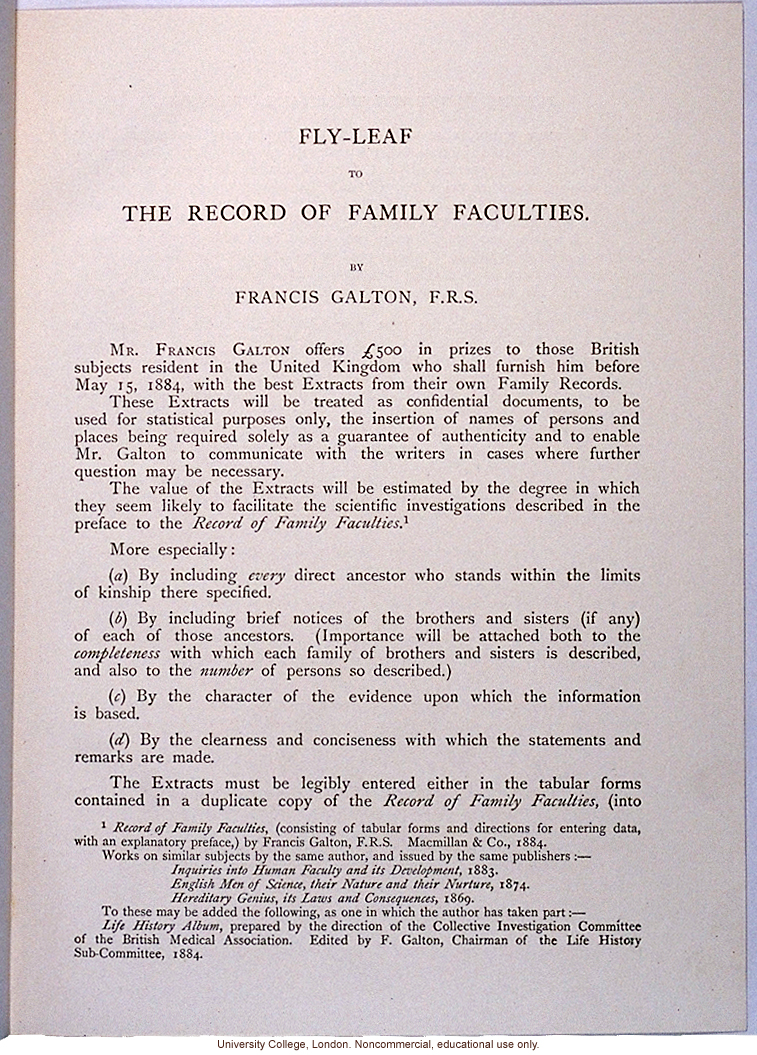 FLY-LEAF
TO
THE RECORD OF FAMILY FACULTIES.
BY
FRANCIS GALTON, F.R.S.
MR. FRANCIS GALTON offers £500 in prizes to those British
subjects resident in the United Kingdom who shall furnish him before
May 15, 1884, with the best Extracts from their own Family Records.
These Extracts will be treated as confidential documents, to be
used for statistical purposes only, the insertion of names of persons and
places being required solely as a guarantee of authenticity and to enable
Mr. Galton to communicate with the writers in cases where further
question may be necessary.
The value of the Extracts will be estimated by the degree in which
they seem likely to facilitate the scientific investigations described in the
preface to the Record of Family Faculties.¹
More especially:
(a) By including every direct ancestor who stands within the limits
of kinship there specified.
(b) By including brief notices of the brothers and sisters (if any)
of each of those ancestors. (Importance will be attached both to the
completeness with which each family of brothers and sisters is described,
and also to the number of persons so described.)
(c) By the character of the evidence upon which the information
is based.
(d) By the clearness and conciseness with which the statements and
remarks are made.
The Extracts must be legibly entered either in the tabular forms
contained in a duplicate copy of the Record of Family Faculties, (into
¹ Record of Family Faculties, (consisting of tabular forms and directions for entering data,
with an explanatory preface,) by Francis Galton, F.R.S. Macmillan & Co., 1884.
Works on similar subjects by the same author, and issued by the same publishers :—
Inquiries into Human Faculty and its Development, 1883.
English Men of Science, their Nature and their Nurture, 1874.
Hereditary Genius, its Laws and Consequences, 1869.
To these may be added the following, as one in which the author has taken part:—
Life History Album, prepared by the direction of the Collective Investigation Committee
of the British Medical Association. Edited by F. Galton, Chairman of the Life History
Sub-Committee, 1884.
University College, London. Noncommercial, educational use only.